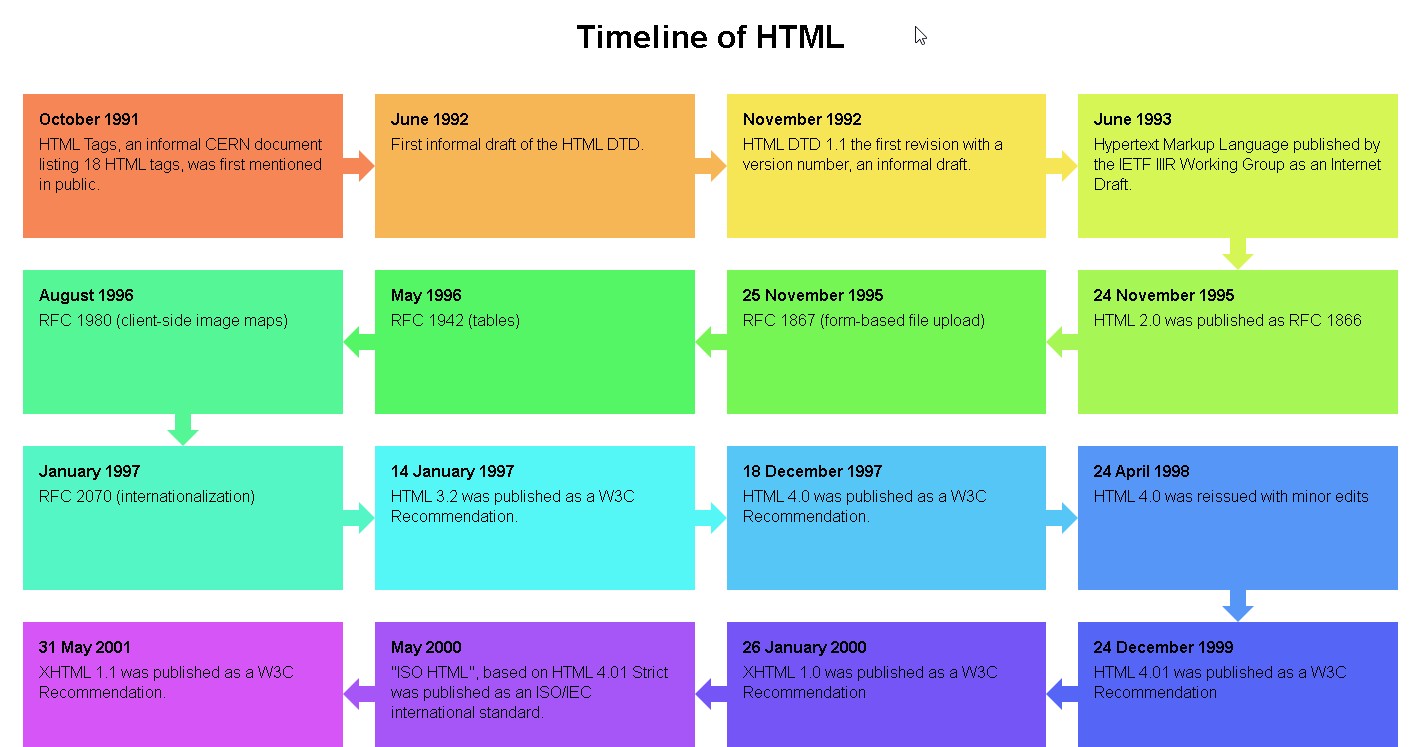 Timeline of HTML
October 1991
HTML Tags, an informal CERN document
listing 18 HTML tags, was first mentioned
in public.
June 1992
First informal draft of the HTML DTD.
November 1992
HTML DTD 1.1 the first revision with a
version number, an informal draft.
June 1993
Hypertext Markup Language published by
the IETF IIIR Working Group as an Internet
Draft.
24 November 1995
HTML 2.0 was published as RFC 1866
25 November 1995
RFC 1867 (form-based file upload)
May 1996
RFC 1942 (tables)
August 1996
RFC 1980 (client-side image maps)
January 1997
RFC 2070 (internationalization)
14 January 1997
HTML 3.2 was published as a W3C
Recommendation.
18 December 1997
HTML 4.0 was published as a W3C
Recommendation.
24 April 1998
HTML 4.0 was reissued with minor edits
24 December 1999
HTML 4.01 was published as a W3C
Recommendation
26 January 2000
XHTML 1.0 was published as a W3C
Recommendation
May 2000
"ISO HTML", based on HTML 4.01 Strict
was published as an ISO/IEC
international standard.
31 May 2001
XHTML 1.1 was published as a W3C
Recommendation.